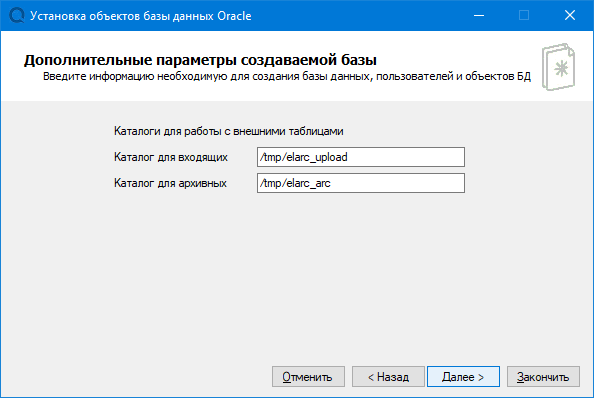 Установка объектов базы данных Oracle
Дополнительные параметры создаваемой базы
Введите информацию необходимую для создания базы данных, пользователей и объектов БД
Каталоги для работы с внешними таблицами
Каталог для входящих /tmp/elarc_upload
Каталог для архивных /tmp/elarc_arc
Отменить < Назад Далее > Закончить